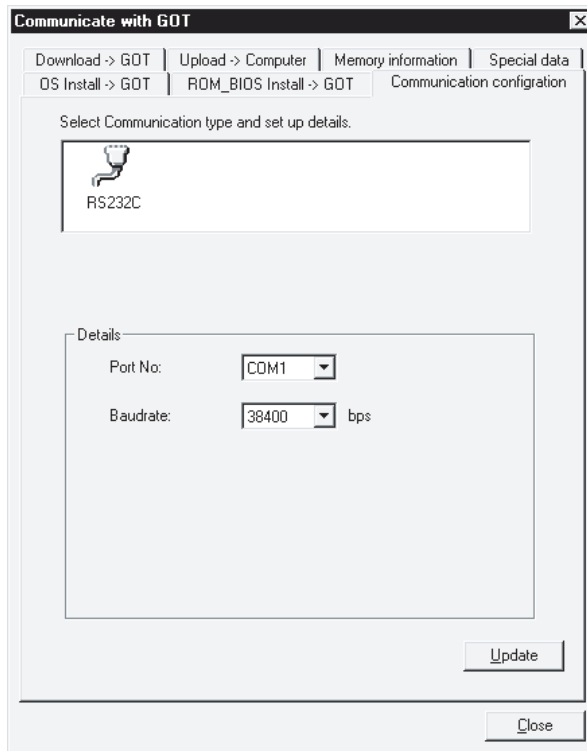 Communicate with GOT
Download -> GOT Upload -> Computer Memory information Special data
OS Install -> GOT ROM_BIOS Install -> GOT Communication configration
Select Communication type and set up details.
RS232C
Details
Port No: COM1
Baudrate: 38400 bps
Update
Close